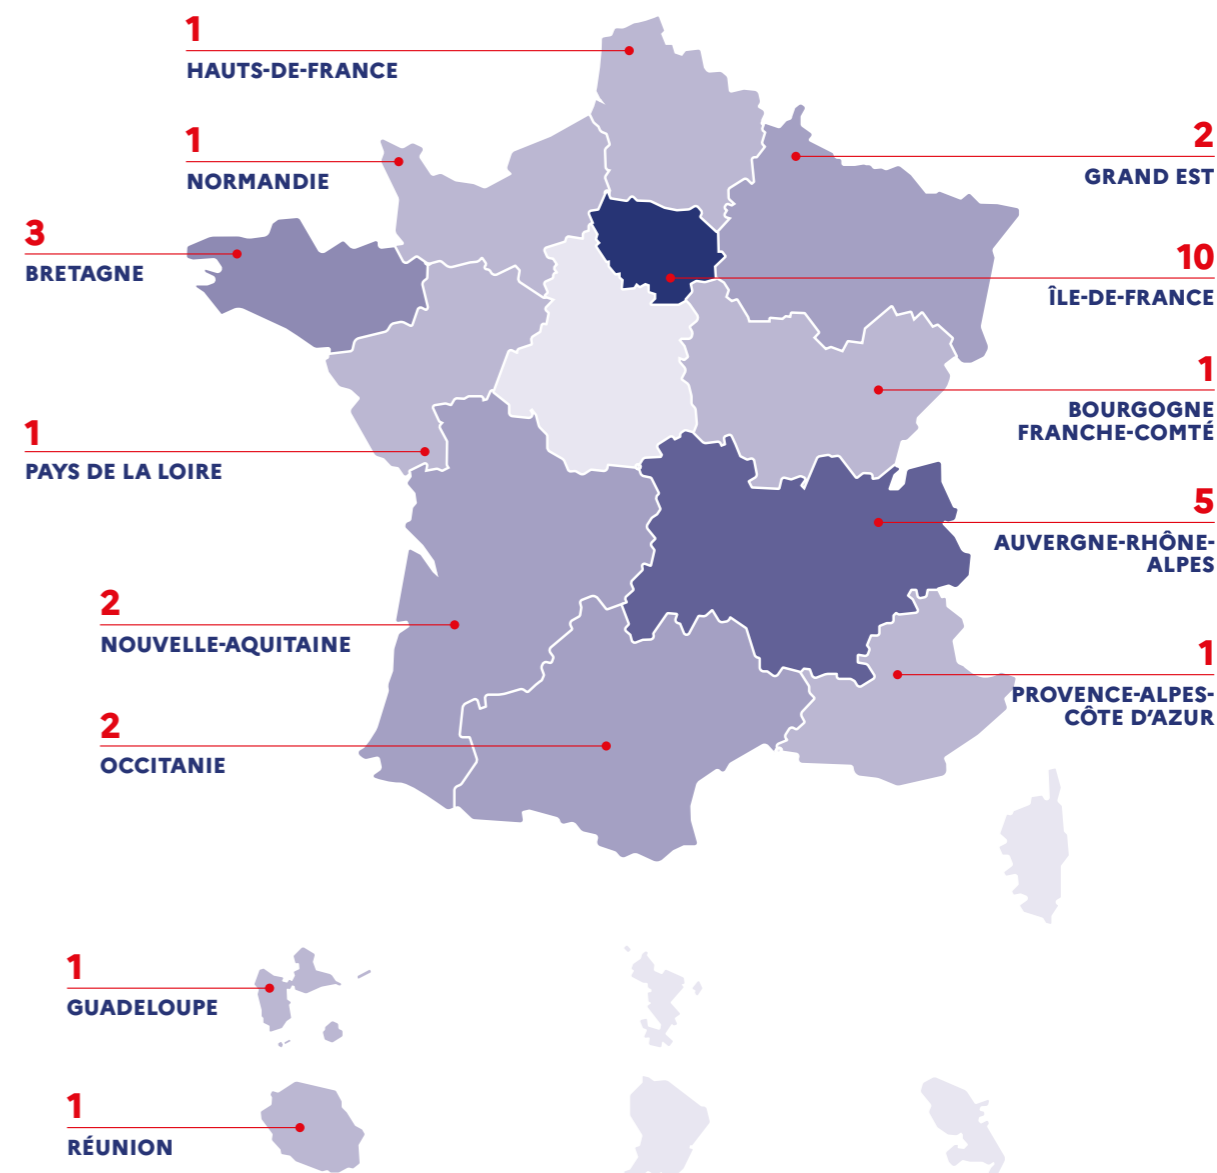 1
HAUTS-DE-FRANCE
1
NORMANDIE
2
GRAND EST
3
BRETAGNE
10
ÎLE-DE-FRANCE
1
BOURGOGNE
FRANCHE-COMTÉ
1
PAYS DE LA LOIRE
5
AUVERGNE-RHÔNE-
ALPES
2
NOUVELLE-AQUITAINE
1
PROVENCE-ALPES-
CÔTE D’AZUR
2
OCCITANIE
1
GUADELOUPE
1
RÉUNION